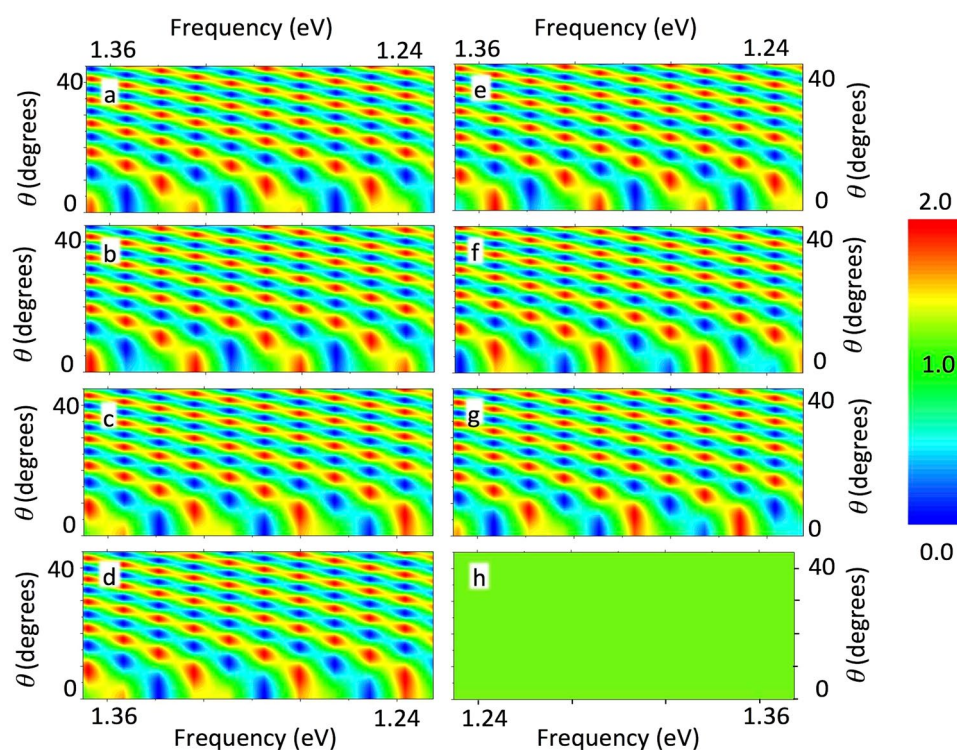 Frequency (eV) Frequency (eV)
1.36 1.24 1.36 1.24
θ (degrees) 40 0 a e 40 0 θ (degrees)
θ (degrees) 40 0 b f 40 0 θ (degrees)
θ (degrees) 40 0 c g 40 0 θ (degrees)
θ (degrees) 40 0 d h 40 0 θ (degrees)
2.0
1.0
0.0
1.36 1.24 1.24 1.36
Frequency (eV) Frequency (eV)